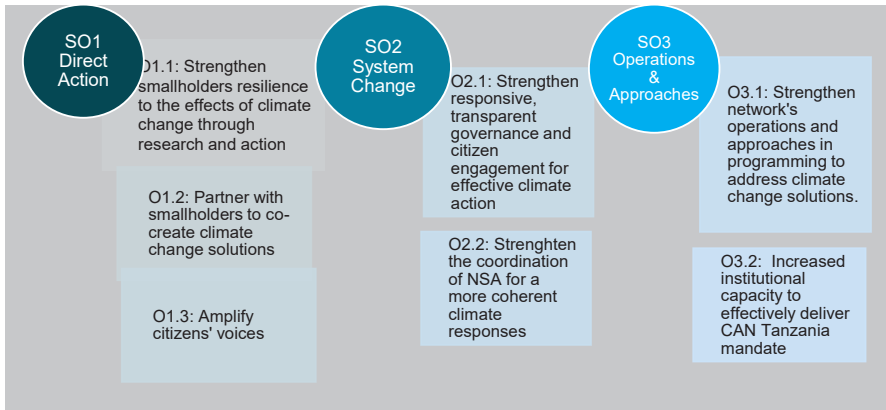 SO1
Direct
Action
O1.1: Strengthen
smallholders resilience
to the effects of climate
change through
research and action
O1.2: Partner with
smallholders to co-
create climate
change solutions
O1.3: Amplify
citizens' voices
SO2
System
Change
O2.1: Strengthen
responsive,
transparent
governance and
citizen
engagement for
effective climate
action
O2.2: Strenghten
the coordination
of NSA for a
more coherent
climate
responses
SO3
Operations
&
Approaches
O3.1: Strengthen
network's
operations and
approaches in
programming to
address climate
change solutions.
O3.2:  Increased
institutional
capacity to
effectively deliver
CAN Tanzania
mandate